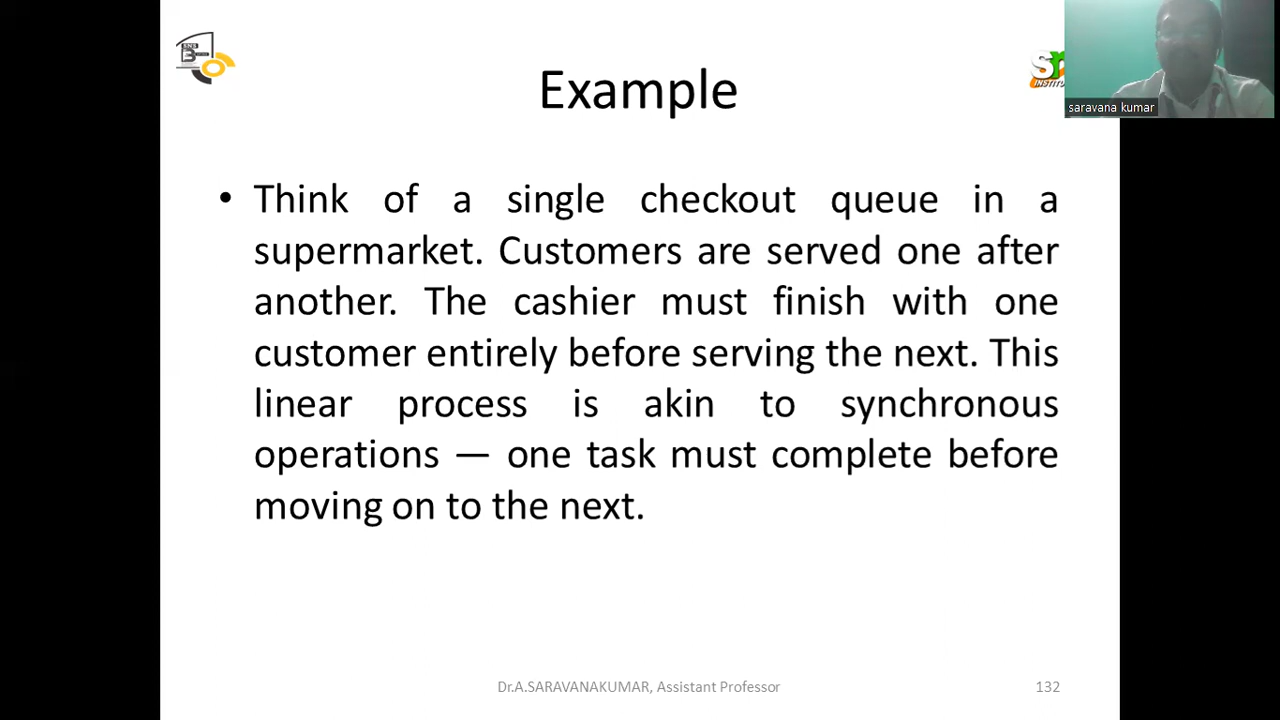 Example
saravana kumar
• Think of a single checkout queue in a
supermarket. Customers are served one after
another. The cashier must finish with one
customer entirely before serving the next. This
linear process is akin to synchronous
operations — one task must complete before
moving on to the next.
Dr.A.SARAVANAKUMAR, Assistant Professor
132